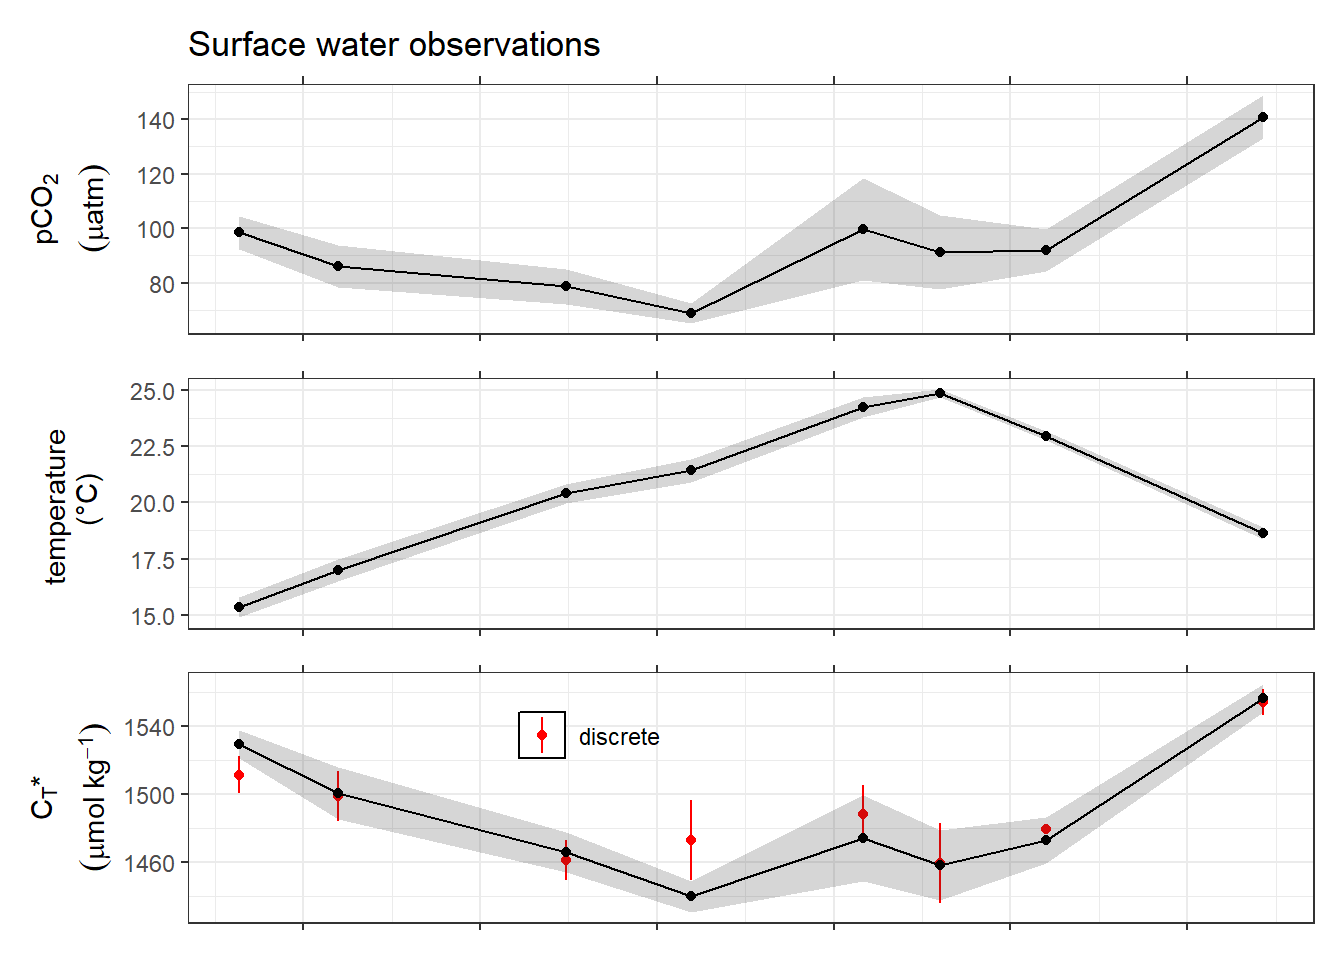 Surface water observations
pCO₂
(μatm)
140
120
100
80
temperature
(°C)
25.0
22.5
20.0
17.5
15.0
C_T*
(μmol kg⁻¹)
1540
1500
1460
discrete